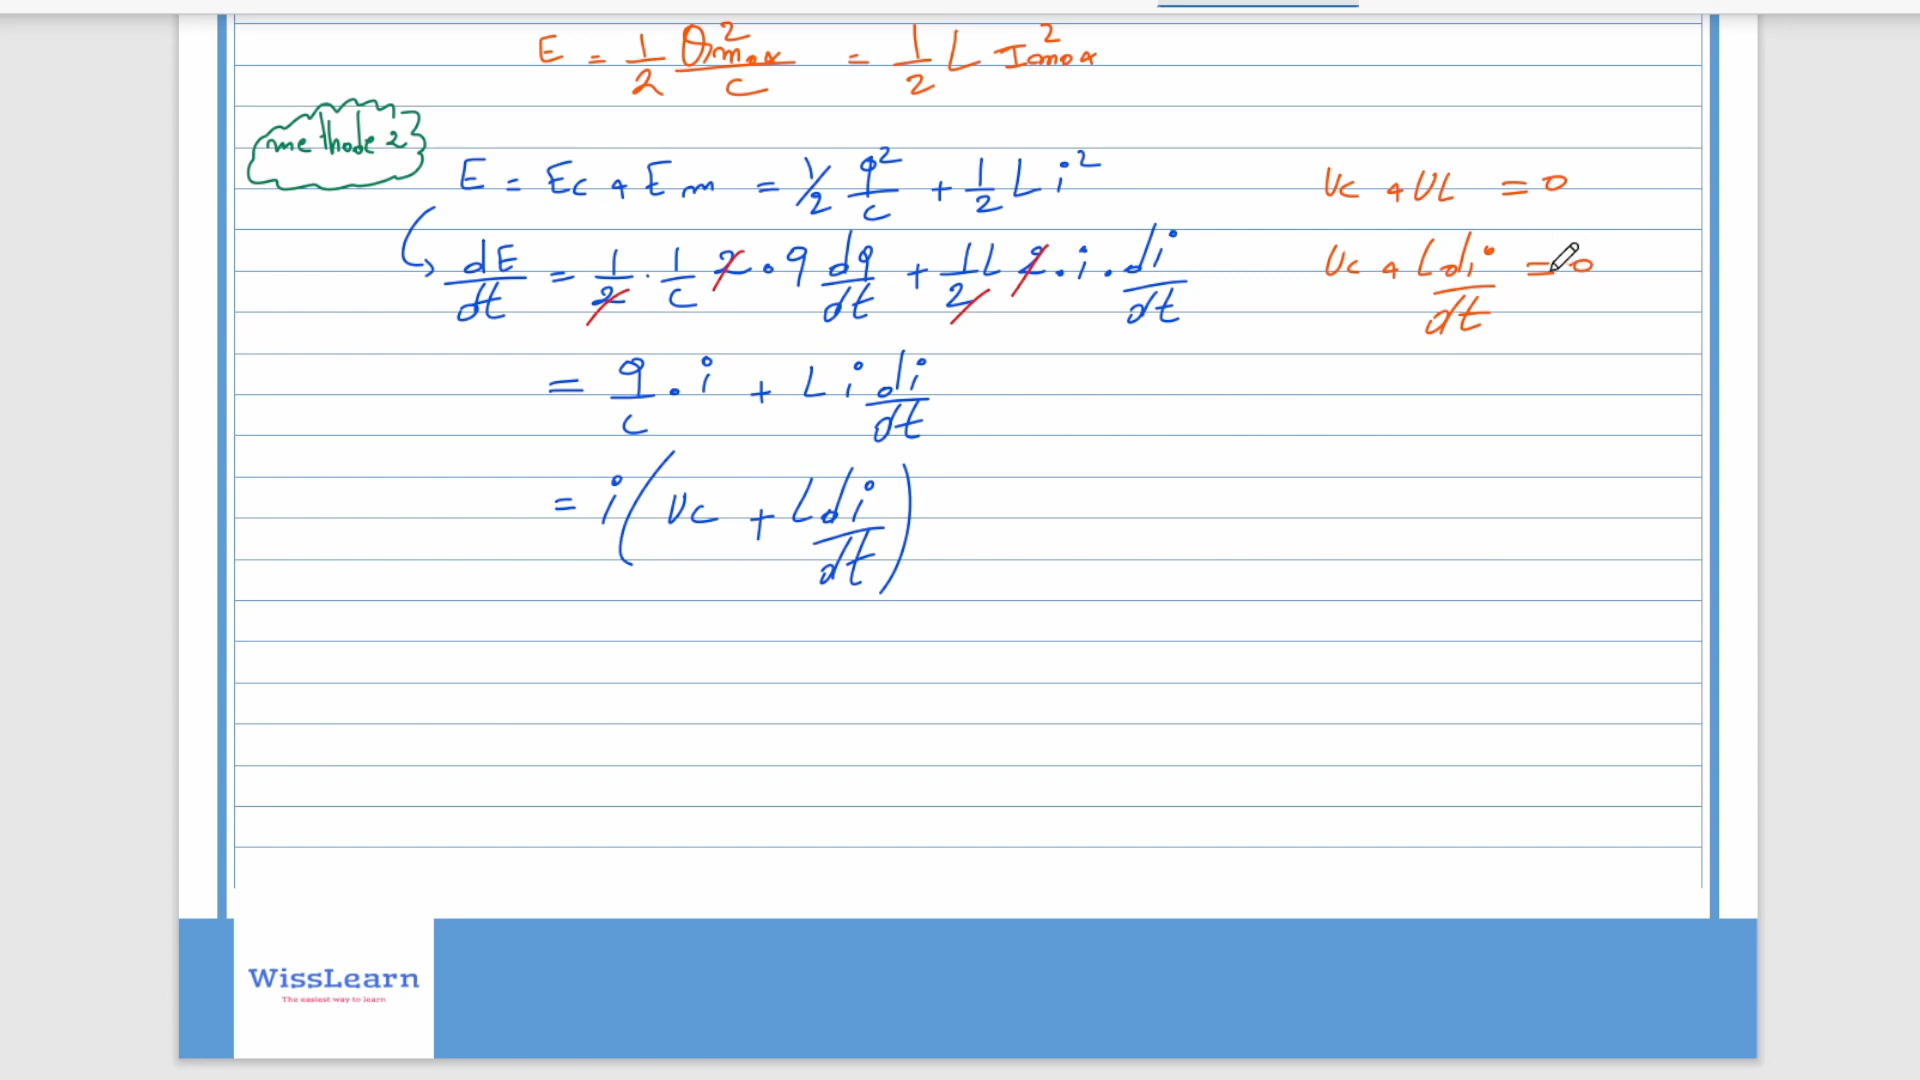 E = 1/2 Qmax²/C = 1/2 L Imax²
methode 2
E = Ec + Em = 1/2 q²/c + 1/2 L i²
Uc + UL = 0
dE/dt = 1/2 . 1/c 2 . q dq/dt + 1/2 L 2 . i . di/dt
Uc + L di/dt = 0
= q/c . i + L i di/dt
= i (Uc + L di/dt)
WissLearn
The easiest way to learn